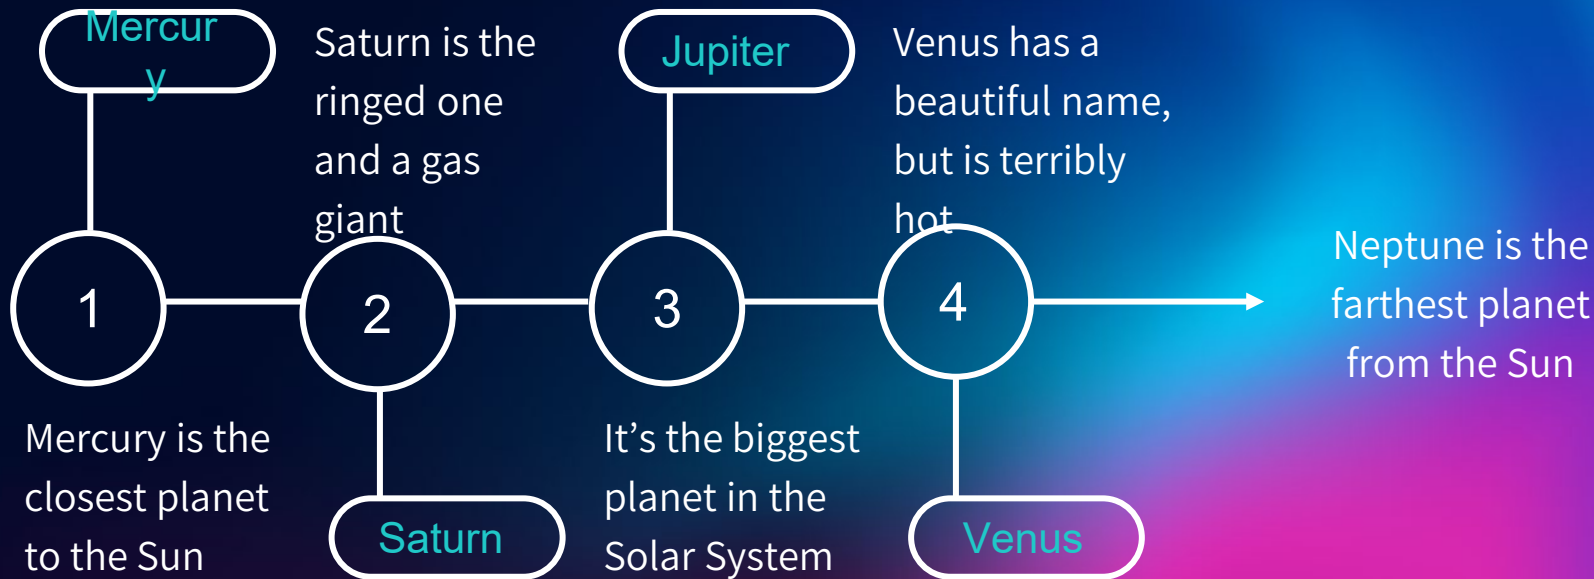 Mercur
y
Saturn is the
ringed one
and a gas
giant
Jupiter
Venus has a
beautiful name,
but is terribly
hot
1
2
3
4
Neptune is the
farthest planet
from the Sun
Mercury is the
closest planet
to the Sun
Saturn
It’s the biggest
planet in the
Solar System
Venus